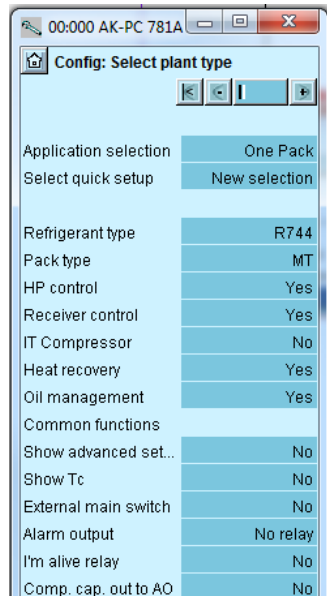 00:000 AK-PC 781A
Config: Select plant type
Application selection One Pack
Select quick setup New selection
Refrigerant type R744
Pack type MT
HP control Yes
Receiver control Yes
IT Compressor No
Heat recovery Yes
Oil management Yes
Common functions
Show advanced set... No
Show Tc No
External main switch No
Alarm output No relay
I'm alive relay No
Comp. cap. out to AO No